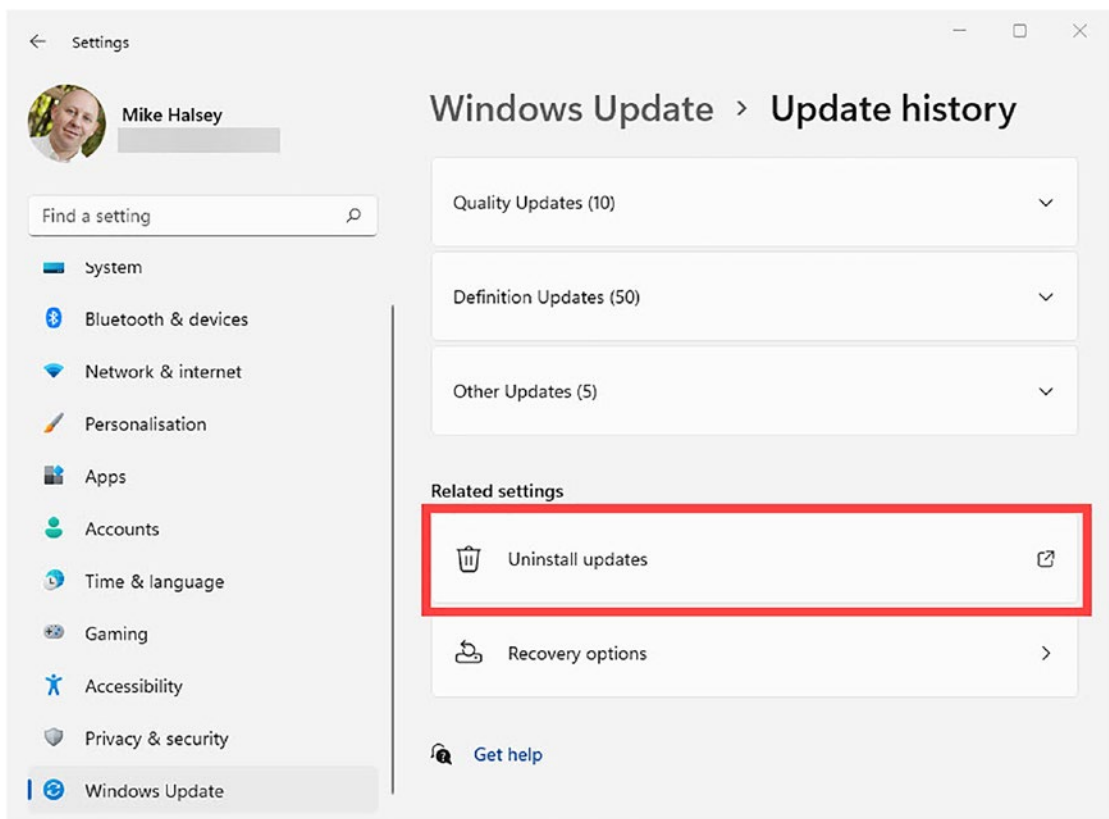 Settings
Mike Halsey
Find a setting
System
Bluetooth & devices
Network & internet
Personalisation
Apps
Accounts
Time & language
Gaming
Accessibility
Privacy & security
Windows Update
Windows Update > Update history
Quality Updates (10)
Definition Updates (50)
Other Updates (5)
Related settings
Uninstall updates
Recovery options
Get help